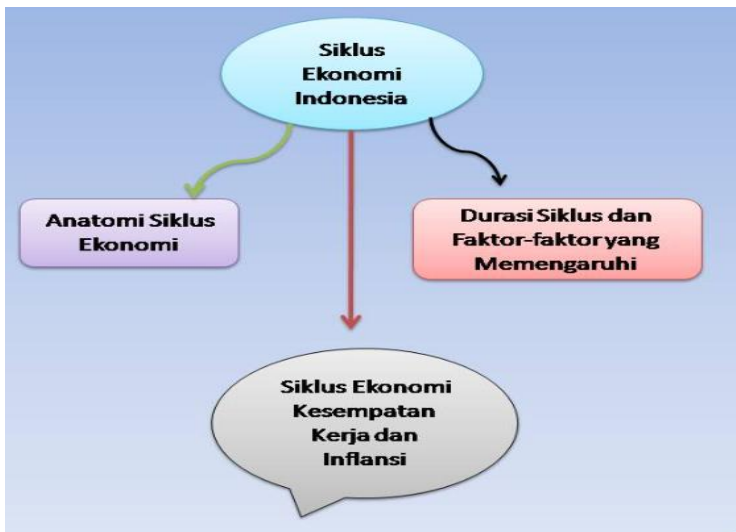 Siklus
Ekonomi
Indonesia
Anatomi Siklus
Ekonomi
Durasi Siklus dan
Faktor-faktor yang
Memengaruhi
Siklus Ekonomi
Kesempatan
Kerja dan
Inflansi